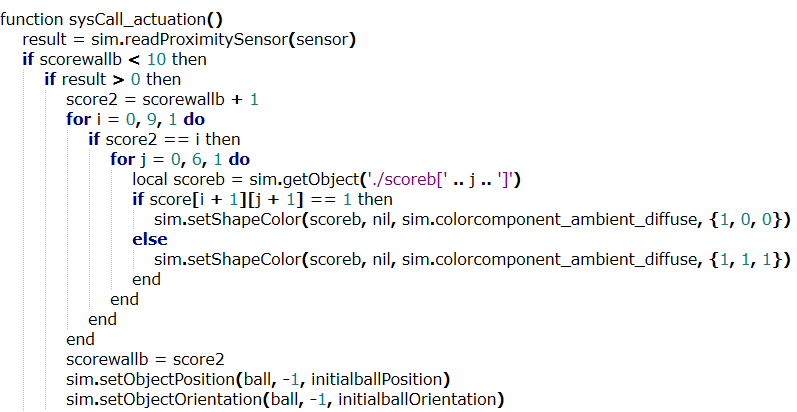 function sysCall_actuation()
    result = sim.readProximitySensor(sensor)
    if scorewallb < 10 then
        if result > 0 then
            score2 = scorewallb + 1
            for i = 0, 9, 1 do
                if score2 == i then
                    for j = 0, 6, 1 do
                        local scoreb = sim.getObject('./scoreb[' .. j .. ']')
                        if score[i + 1][j + 1] == 1 then
                            sim.setShapeColor(scoreb, nil, sim.colorcomponent_ambient_diffuse, {1, 0, 0})
                        else
                            sim.setShapeColor(scoreb, nil, sim.colorcomponent_ambient_diffuse, {1, 1, 1})
                        end
                    end
                end
            end
            scorewallb = score2
            sim.setObjectPosition(ball, -1, initialballPosition)
            sim.setObjectOrientation(ball, -1, initialballOrientation)